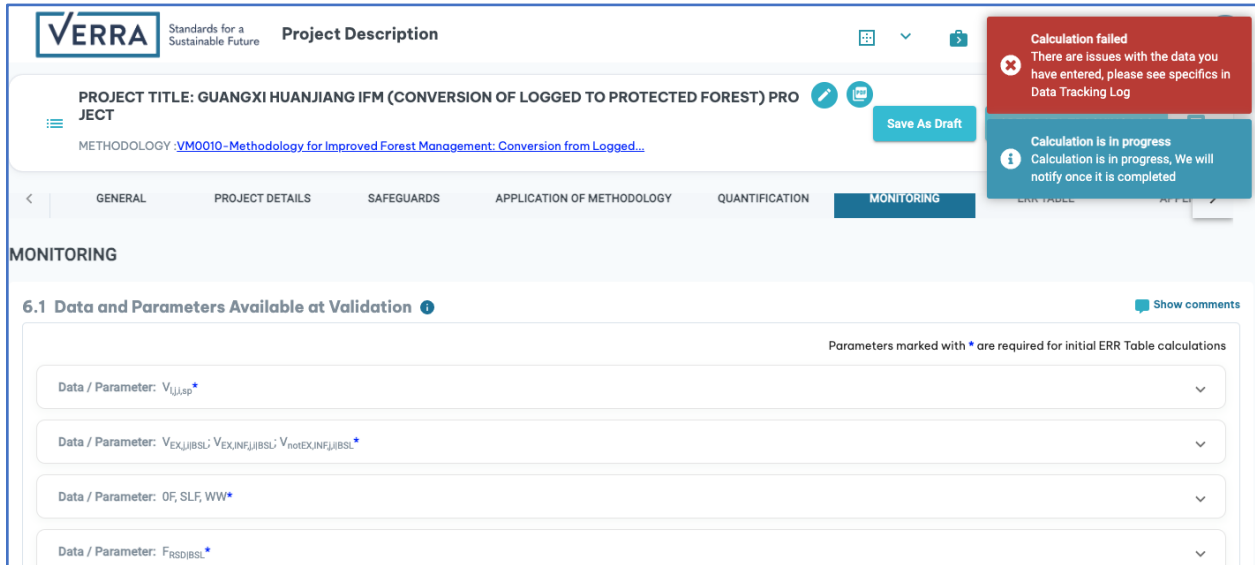 VERRA
Standards for a
Sustainable Future
Project Description
Calculation failed
There are issues with the data you
have entered, please see specifics in
Data Tracking Log
PROJECT TITLE: GUANGXI HUANJIANG IFM (CONVERSION OF LOGGED TO PROTECTED FOREST) PRO
JECT
PDF
Save As Draft
METHODOLOGY :VM0010-Methodology for Improved Forest Management: Conversion from Logged...
Calculation is in progress
Calculation is in progress, We will
notify once it is completed
GENERAL
PROJECT DETAILS
SAFEGUARDS
APPLICATION OF METHODOLOGY
QUANTIFICATION
MONITORING
ERR TABLE
MONITORING
6.1 Data and Parameters Available at Validation
Show comments
Parameters marked with * are required for initial ERR Table calculations
Data / Parameter: Vl,j,i,sp*
Data / Parameter: VEX,j,i|BSL; VEX,INF,j,i|BSL; VnotEX,INF,j,i|BSL*
Data / Parameter: 0F, SLF, WW*
Data / Parameter: FRSD|BSL*